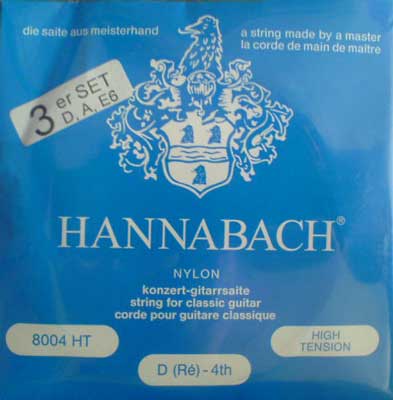 die saite aus meisterhand
a string made by a master
la corde de main de maître
3 er SET
D, A, E6
HANNABACH®
NYLON
konzert-gitarrsaite
string for classic guitar
corde pour guitare classique
8004 HT
HIGH
TENSION
D (Ré) - 4th